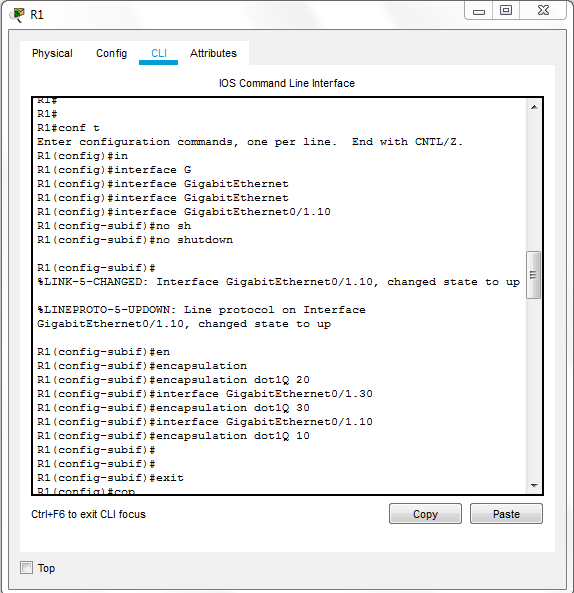 R1
Physical Config CLI Attributes
IOS Command Line Interface
R1#
R1#
R1#conf t
Enter configuration commands, one per line.  End with CNTL/Z.
R1(config)#in
R1(config)#interface G
R1(config)#interface GigabitEthernet
R1(config)#interface GigabitEthernet
R1(config)#interface GigabitEthernet0/1.10
R1(config-subif)#no sh
R1(config-subif)#no shutdown
R1(config-subif)#
%LINK-5-CHANGED: Interface GigabitEthernet0/1.10, changed state to up
%LINEPROTO-5-UPDOWN: Line protocol on Interface
GigabitEthernet0/1.10, changed state to up
R1(config-subif)#en
R1(config-subif)#encapsulation
R1(config-subif)#encapsulation dot1Q 20
R1(config-subif)#interface GigabitEthernet0/1.30
R1(config-subif)#encapsulation dot1Q 30
R1(config-subif)#interface GigabitEthernet0/1.10
R1(config-subif)#encapsulation dot1Q 10
R1(config-subif)#
R1(config-subif)#
R1(config-subif)#exit
R1(config)#cop
Ctrl+F6 to exit CLI focus
Copy Paste
Top